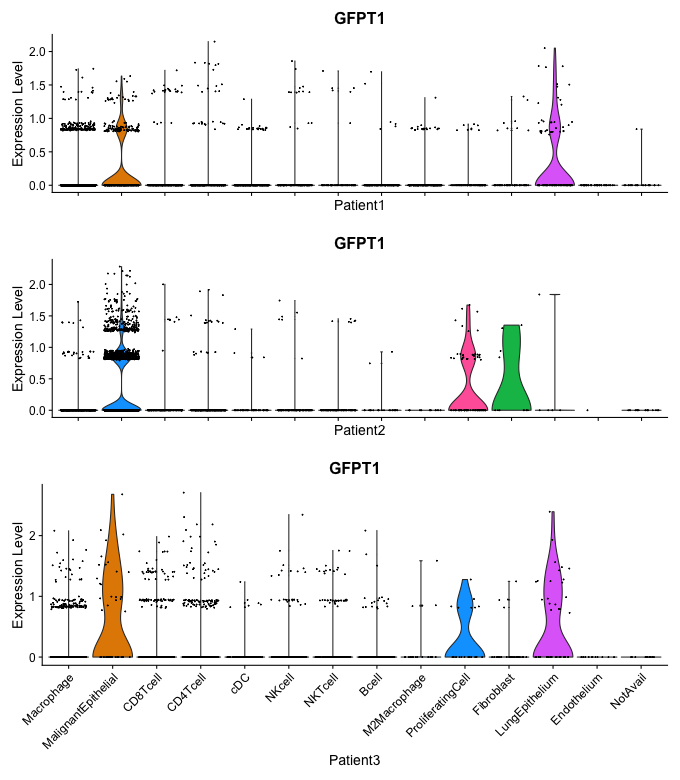 GFPT1
Expression Level
2.0
1.5
1.0
0.5
0.0
Patient1
GFPT1
Expression Level
2.0
1.5
1.0
0.5
0.0
Patient2
GFPT1
Expression Level
2
1
0
Macrophage
MalignantEpithelial
CD8Tcell
CD4Tcell
cDC
NKcell
NKTcell
Bcell
M2Macrophage
ProliferatingCell
Fibroblast
LungEpithelium
Endothelium
NotAvail
Patient3